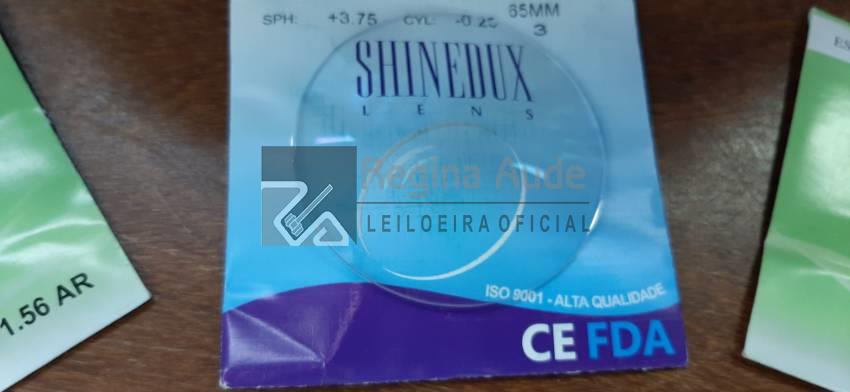 SPH: +3.75 CYL: -0.25 65MM
3
SHINEDUX
LENS
Regina Aude
LEILOEIRA OFICIAL
ISO 9001 - ALTA QUALIDADE
CE FDA
1.56 AR
ES